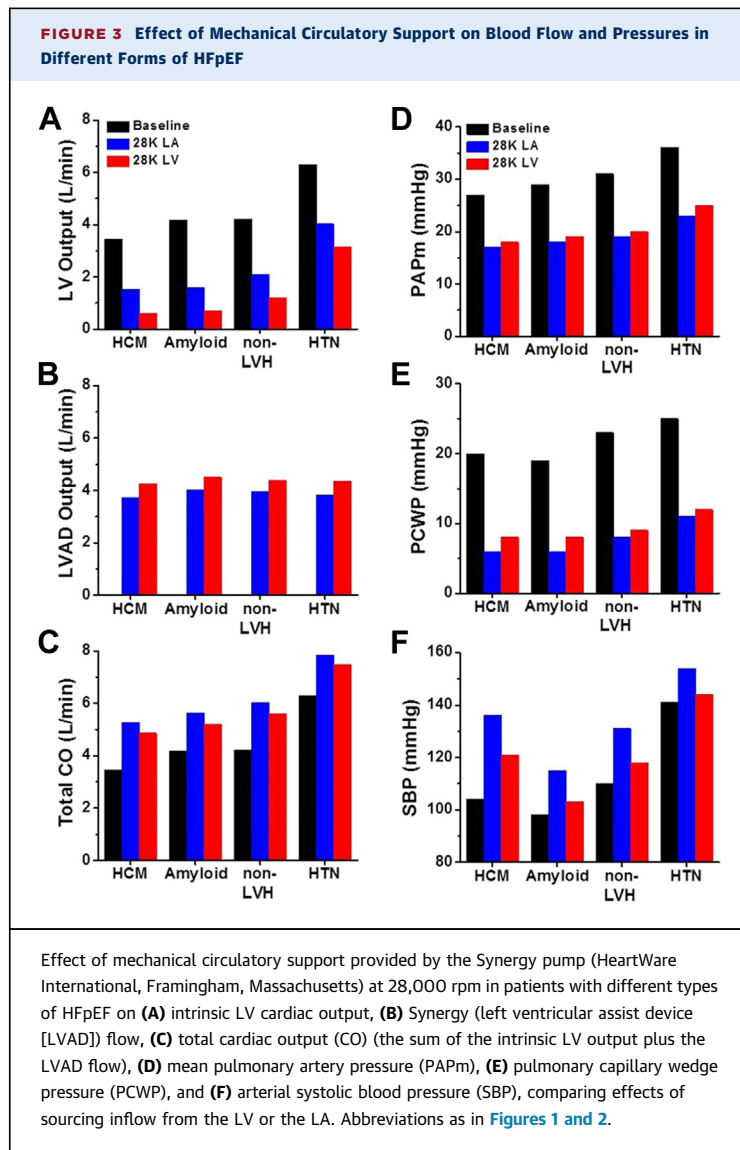 FIGURE 3 Effect of Mechanical Circulatory Support on Blood Flow and Pressures in
Different Forms of HFpEF
A
Baseline
28K LA
28K LV
LV Output (L/min)
8
6
4
2
0
HCM Amyloid non-LVH HTN
B
LVAD Output (L/min)
8
6
4
2
0
HCM Amyloid non-LVH HTN
C
Total CO (L/min)
8
6
4
2
0
HCM Amyloid non-LVH HTN
D
Baseline
28K LA
28K LV
PAPm (mmHg)
40
30
20
10
0
HCM Amyloid non-LVH HTN
E
PCWP (mmHg)
30
20
10
0
HCM Amyloid non-LVH HTN
F
SBP (mmHg)
160
140
120
100
80
HCM Amyloid non-LVH HTN
Effect of mechanical circulatory support provided by the Synergy pump (HeartWare
International, Framingham, Massachusetts) at 28,000 rpm in patients with different types
of HFpEF on (A) intrinsic LV cardiac output, (B) Synergy (left ventricular assist device
[LVAD]) flow, (C) total cardiac output (CO) (the sum of the intrinsic LV output plus the
LVAD flow), (D) mean pulmonary artery pressure (PAPm), (E) pulmonary capillary wedge
pressure (PCWP), and (F) arterial systolic blood pressure (SBP), comparing effects of
sourcing inflow from the LV or the LA. Abbreviations as in Figures 1 and 2.